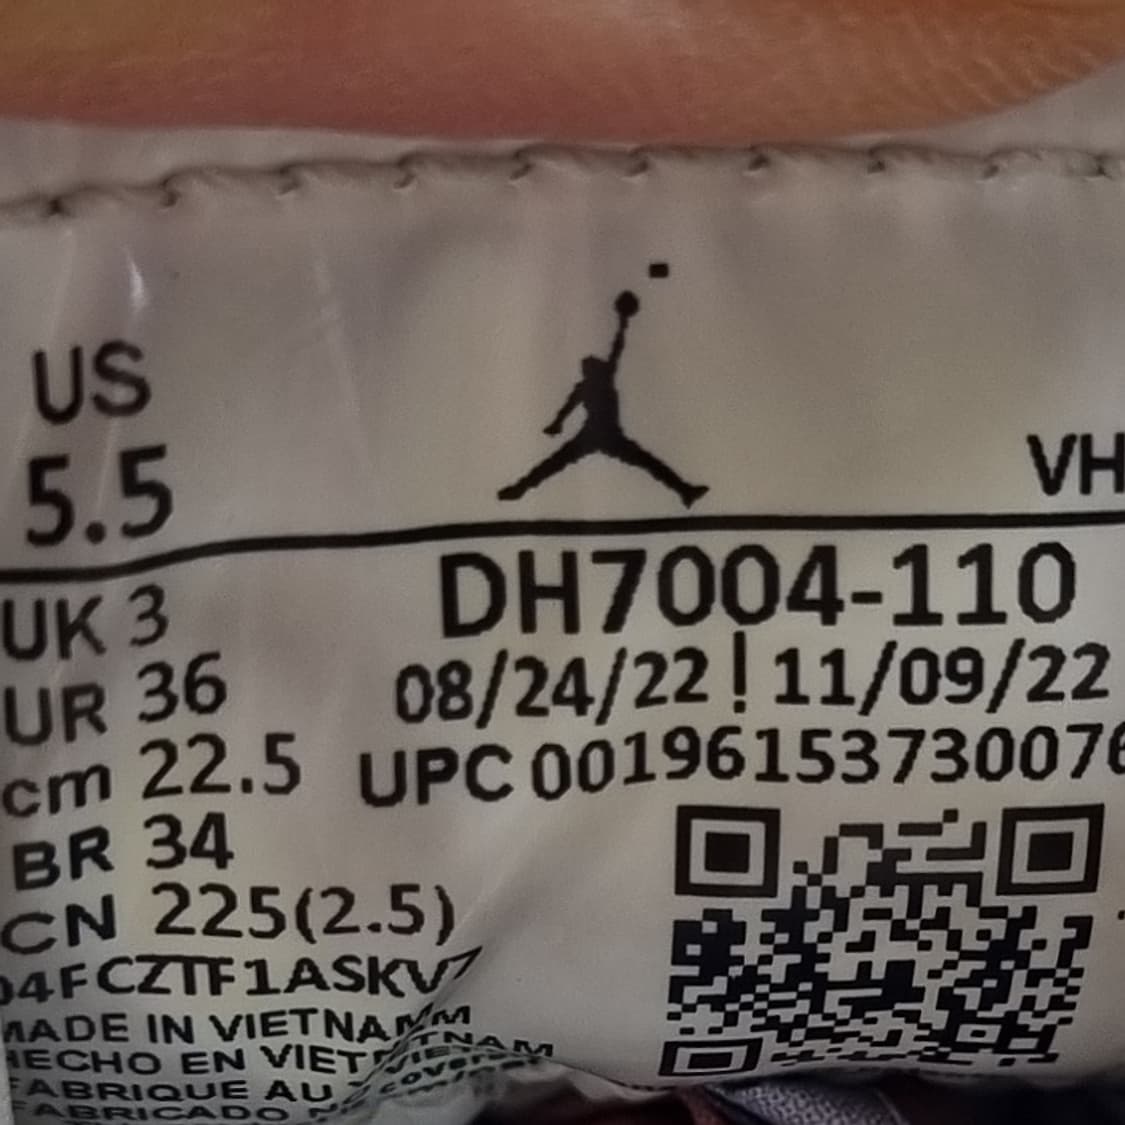 US
5.5
VH
DH7004-110
UK 3
08/24/22 ! 11/09/22
UR 36
UPC 00196153730076
cm 22.5
BR 34
CN 225(2.5)
04FCZTF1ASKV7
MADE IN VIETNAM
HECHO EN VIETNAM
FABRIQUE AU
FABRICADO